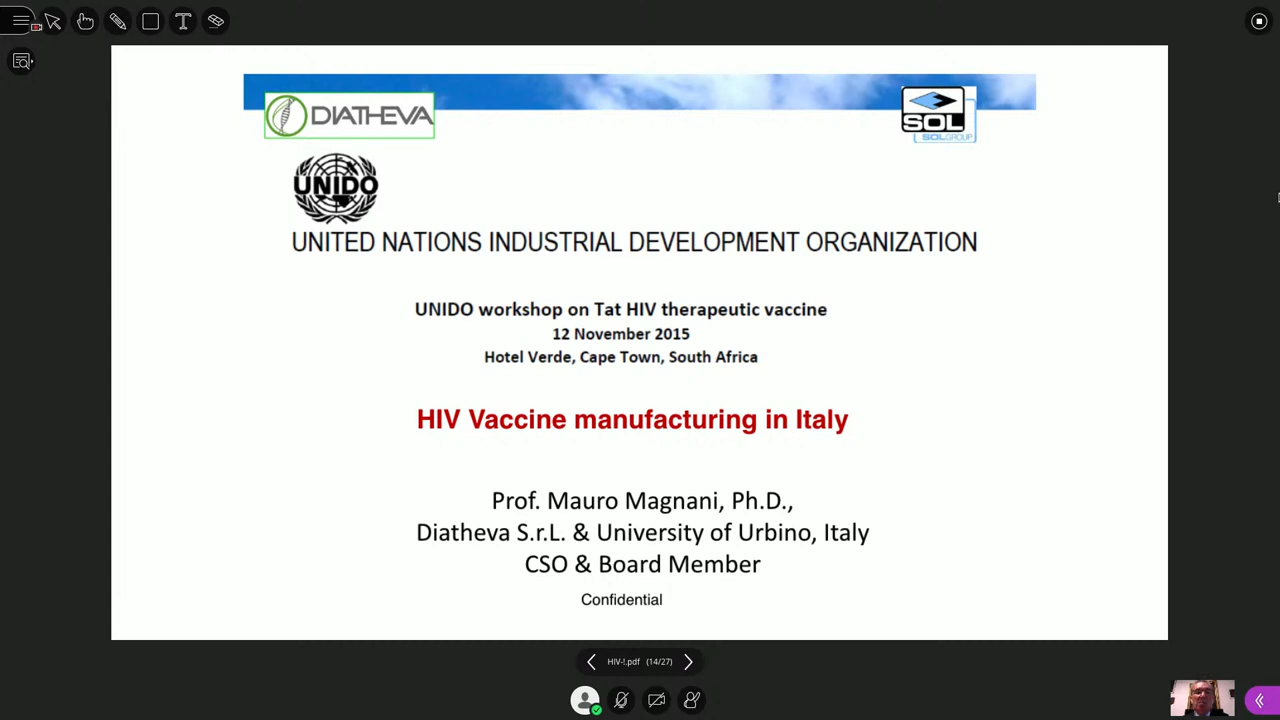 DIATHEVA
SOL
SOLGROUP
UNIDO
UNITED NATIONS INDUSTRIAL DEVELOPMENT ORGANIZATION
UNIDO workshop on Tat HIV therapeutic vaccine
12 November 2015
Hotel Verde, Cape Town, South Africa
HIV Vaccine manufacturing in Italy
Prof. Mauro Magnani, Ph.D.,
Diatheva S.r.L. & University of Urbino, Italy
CSO & Board Member
Confidential
HIV-!.pdf (14/27)